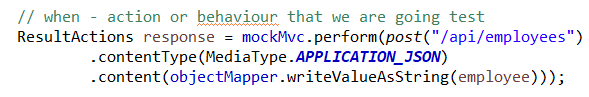 // when - action or behaviour that we are going test
ResultActions response = mockMvc.perform(post("/api/employees")
.contentType(MediaType.APPLICATION_JSON)
.content(objectMapper.writeValueAsString(employee)));